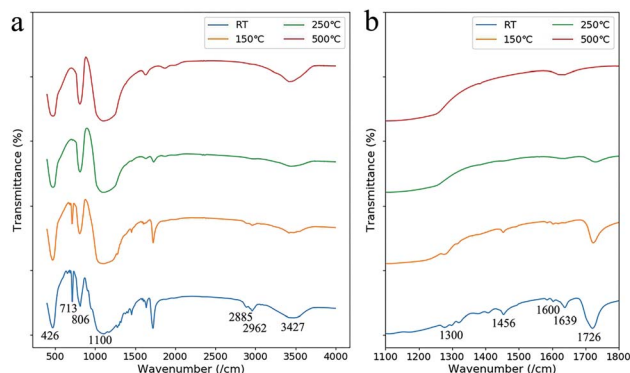 a
RT
150℃
250℃
500℃
Transmittance (%)
426
713
806
1100
2885
2962
3427
500 1000 1500 2000 2500 3000 3500 4000
Wavenumber (/cm)
b
RT
150℃
250℃
500℃
Transmittance (%)
1300
1456
1600
1639
1726
1100 1200 1300 1400 1500 1600 1700 1800
Wavenumber (/cm)